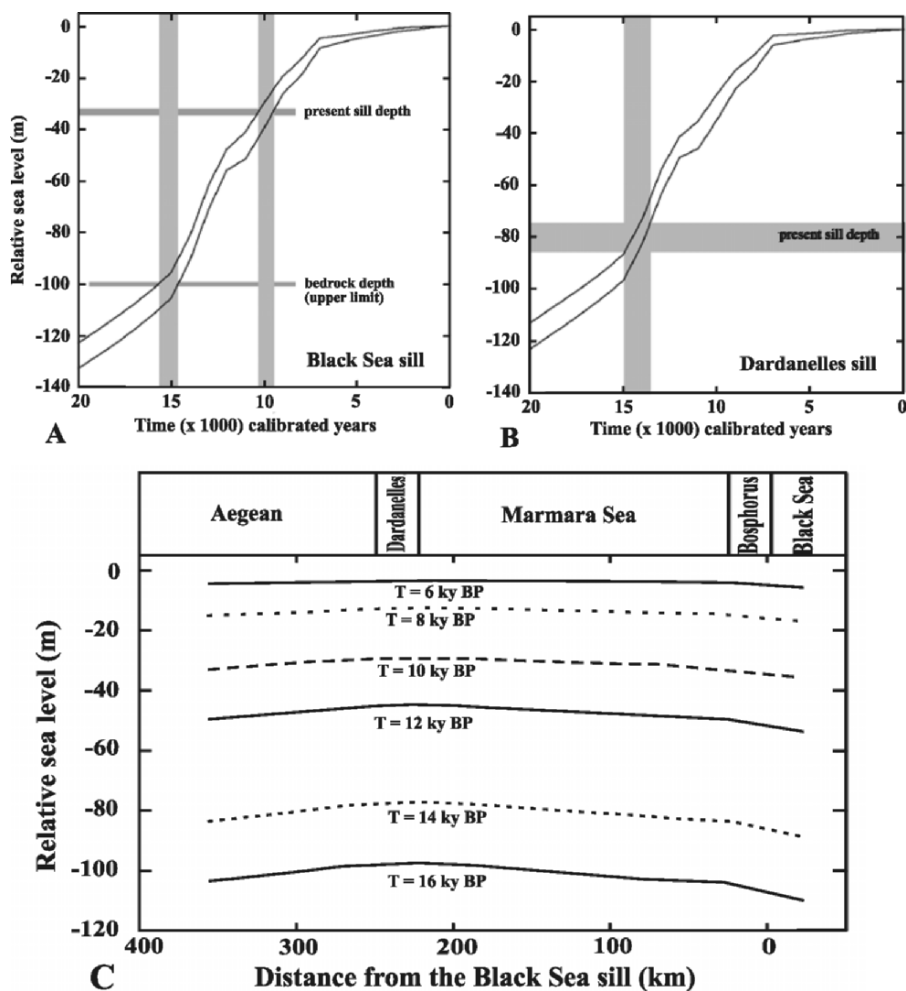 0
-20
-40
-60
-80
-100
-120
-140
Relative sea level (m)
present sill depth
bedrock depth
(upper limit)
Black Sea sill
20
15
10
5
0
Time (x 1000) calibrated years
A
0
-20
-40
-60
-80
-100
-120
-140
present sill depth
Dardanelles sill
20
15
10
5
0
Time (x 1000) calibrated years
B
Aegean
Dardanelles
Marmara Sea
Bosphorus
Black Sea
0
-20
-40
-60
-80
-100
-120
Relative sea level (m)
T = 6 ky BP
T = 8 ky BP
T = 10 ky BP
T = 12 ky BP
T = 14 ky BP
T = 16 ky BP
400
300
200
100
0
Distance from the Black Sea sill (km)
C